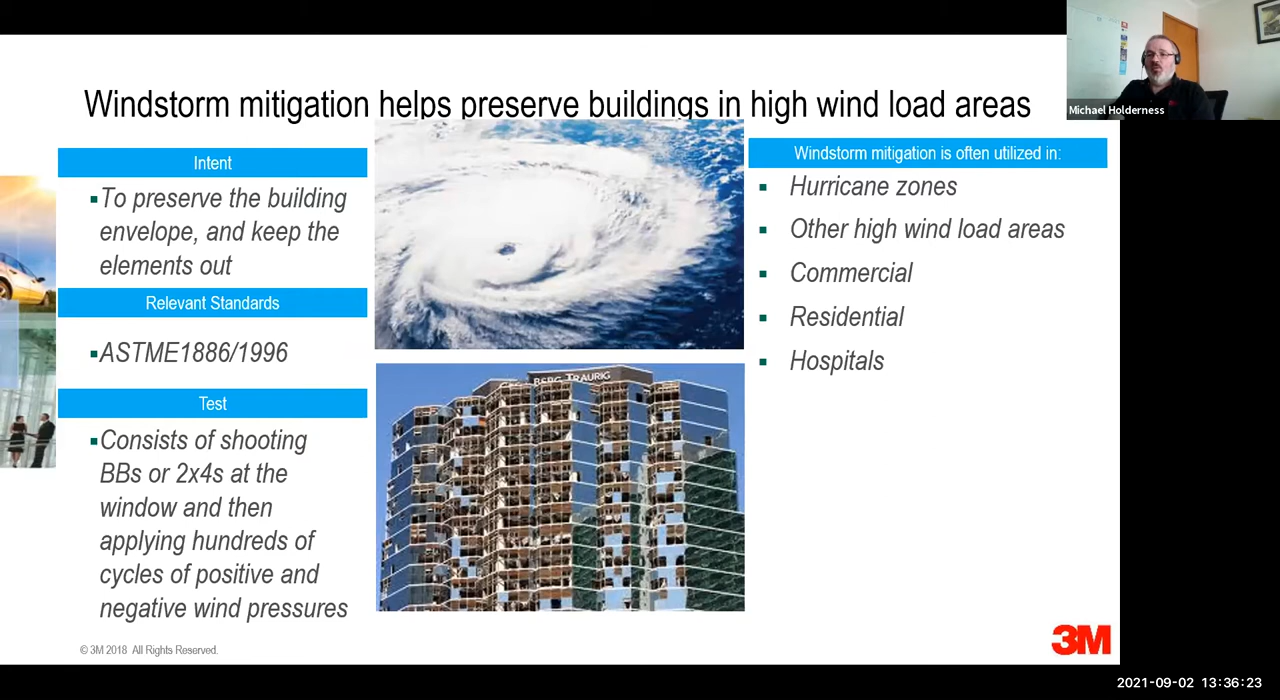 Windstorm mitigation helps preserve buildings in high wind load areas
Michael Holderness
Intent
▪To preserve the building
envelope, and keep the
elements out
Relevant Standards
▪ASTME1886/1996
Test
▪Consists of shooting
BBs or 2x4s at the
window and then
applying hundreds of
cycles of positive and
negative wind pressures
BERG TRAURIG
Windstorm mitigation is often utilized in:
▪ Hurricane zones
▪ Other high wind load areas
▪ Commercial
▪ Residential
▪ Hospitals
© 3M 2018 All Rights Reserved.
3M
2021-09-02 13:36:23